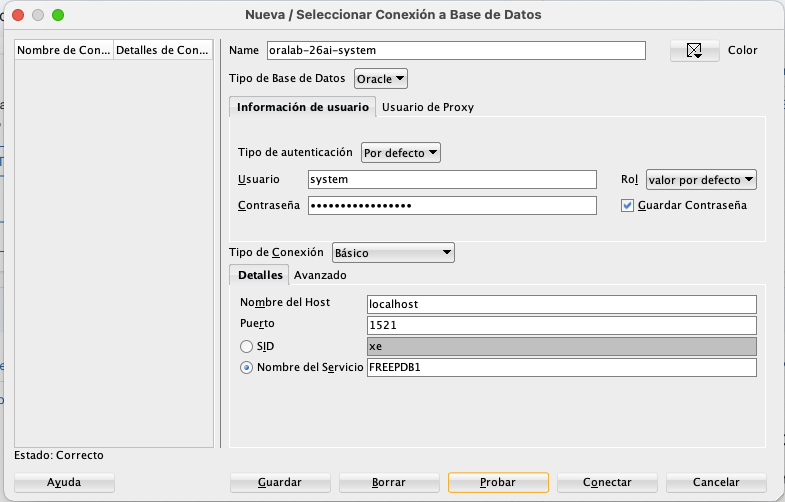 Nueva / Seleccionar Conexión a Base de Datos
Nombre de Con... Detalles de Con...
Name oralab-26ai-system Color
Tipo de Base de Datos Oracle
Información de usuario Usuario de Proxy
Tipo de autenticación Por defecto
Usuario system Rol valor por defecto
Contraseña ••••••••••••••••• Guardar Contraseña
Tipo de Conexión Básico
Detalles Avanzado
Nombre del Host localhost
Puerto 1521
SID xe
Nombre del Servicio FREEPDB1
Estado: Correcto
Ayuda Guardar Borrar Probar Conectar Cancelar